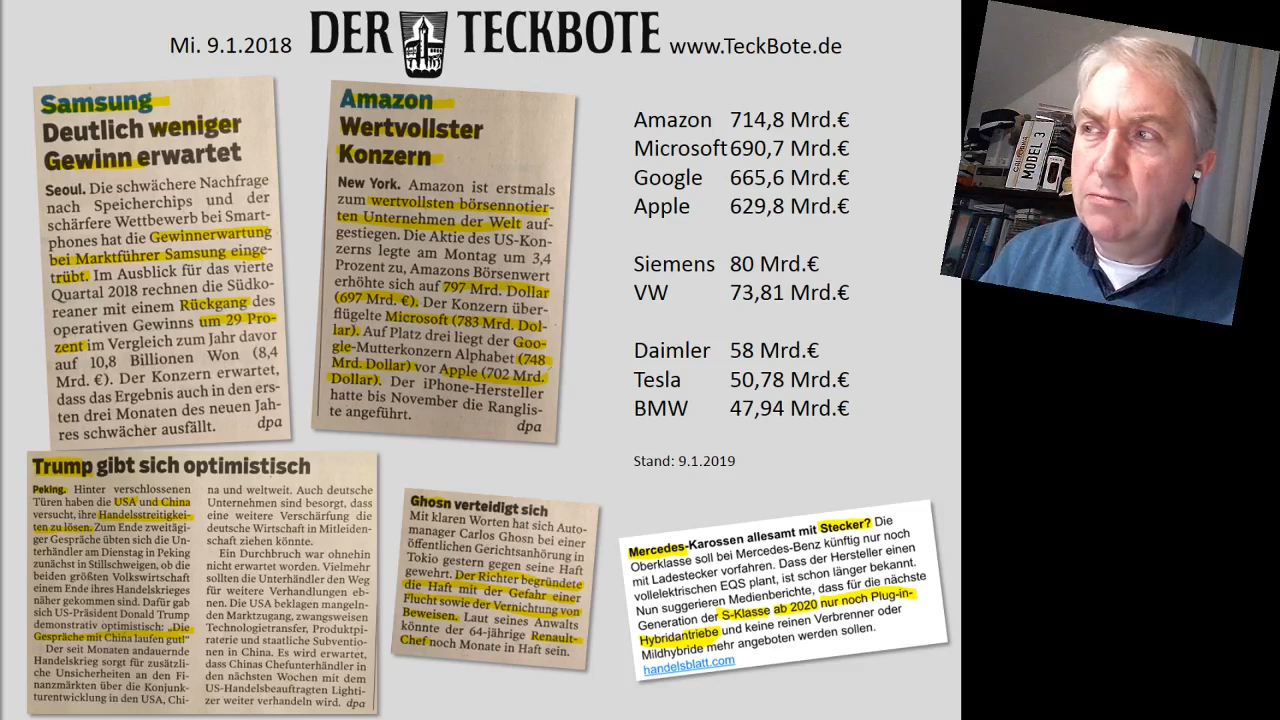 Mi. 9.1.2018 DER TECKBOTE www.TeckBote.de
Samsung
Deutlich weniger
Gewinn erwartet
Seoul. Die schwächere Nachfrage
nach Speicherchips und der
schärfere Wettbewerb bei Smart-
phones hat die Gewinnerwartung
bei Marktführer Samsung einge-
trübt. Im Ausblick für das vierte
Quartal 2018 rechnen die Südko-
reaner mit einem Rückgang des
operativen Gewinns um 29 Pro-
zent im Vergleich zum Jahr davor
auf 10,8 Billionen Won (8,4
Mrd. €). Der Konzern erwartet,
dass das Ergebnis auch in den ers-
ten drei Monaten des neuen Jah-
res schwächer ausfällt. dpa
Amazon
Wertvollster
Konzern
New York. Amazon ist erstmals
zum wertvollsten börsennotier-
ten Unternehmen der Welt auf-
gestiegen. Die Aktie des US-Kon-
zerns legte am Montag um 3,4
Prozent zu, Amazons Börsenwert
erhöhte sich auf 797 Mrd. Dollar
(697 Mrd. €). Der Konzern über-
flügelte Microsoft (783 Mrd. Dol-
lar). Auf Platz drei liegt der Goo-
gle-Mutterkonzern Alphabet (748
Mrd. Dollar) vor Apple (702 Mrd.
Dollar). Der iPhone-Hersteller
hatte bis November die Ranglis-
te angeführt. dpa
Amazon 714,8 Mrd.€
Microsoft 690,7 Mrd.€
Google 665,6 Mrd.€
Apple 629,8 Mrd.€
Siemens 80 Mrd.€
VW 73,81 Mrd.€
Daimler 58 Mrd.€
Tesla 50,78 Mrd.€
BMW 47,94 Mrd.€
Stand: 9.1.2019
MODEL 3
Trump gibt sich optimistisch
Peking. Hinter verschlossenen
Türen haben die USA und China
versucht, ihre Handelsstreitigkei-
ten zu lösen. Zum Ende zweitägi-
ger Gespräche übten sich die Un-
terhändler am Dienstag in Peking
zunächst in Stillschweigen, ob die
beiden größten Volkswirtschaft
einem Ende ihres Handelskrieges
näher gekommen sind. Dafür gab
sich US-Präsident Donald Trump
demonstrativ optimistisch: „Die
Gespräche mit China laufen gut!“
Der seit Monaten andauernde
Handelskrieg sorgt für zusätzli-
che Unsicherheiten an den Fi-
nanzmärkten über die Konjunk-
turentwicklung in den USA, Chi-
na und weltweit. Auch deutsche
Unternehmen sind besorgt, dass
eine weitere Verschärfung die
deutsche Wirtschaft in Mitleiden-
schaft ziehen könnte.
Ein Durchbruch war ohnehin
nicht erwartet worden. Vielmehr
sollten die Unterhändler den Weg
für weitere Verhandlungen eb-
nen. Die USA beklagen mangeln-
den Marktzugang, zwangsweisen
Technologietransfer, Produktpi-
raterie und staatliche Subventio-
nen in China. Es wird erwartet,
dass Chinas Chefunterhändler in
den nächsten Wochen mit dem
US-Handelsbeauftragten Lighti-
zer weiter verhandeln wird. dpa
Ghosn verteidigt sich
Mit klaren Worten hat sich Auto-
manager Carlos Ghosn bei einer
öffentlichen Gerichtsanhörung in
Tokio gestern gegen seine Haft
gewehrt. Der Richter begründete
die Haft mit der Gefahr einer
Flucht sowie der Vernichtung von
Beweisen. Laut seines Anwalts
könnte der 64-jährige Renault-
Chef noch Monate in Haft sein.
Mercedes-Karossen allesamt mit Stecker? Die
Oberklasse soll bei Mercedes-Benz künftig nur noch
mit Ladestecker vorfahren. Dass der Hersteller einen
vollelektrischen EQS plant, ist schon länger bekannt.
Nun suggerieren Medienberichte, dass für die nächste
Generation der S-Klasse ab 2020 nur noch Plug-in-
Hybridantriebe und keine reinen Verbrenner oder
Mildhybride mehr angeboten werden sollen.
handelsblatt.com